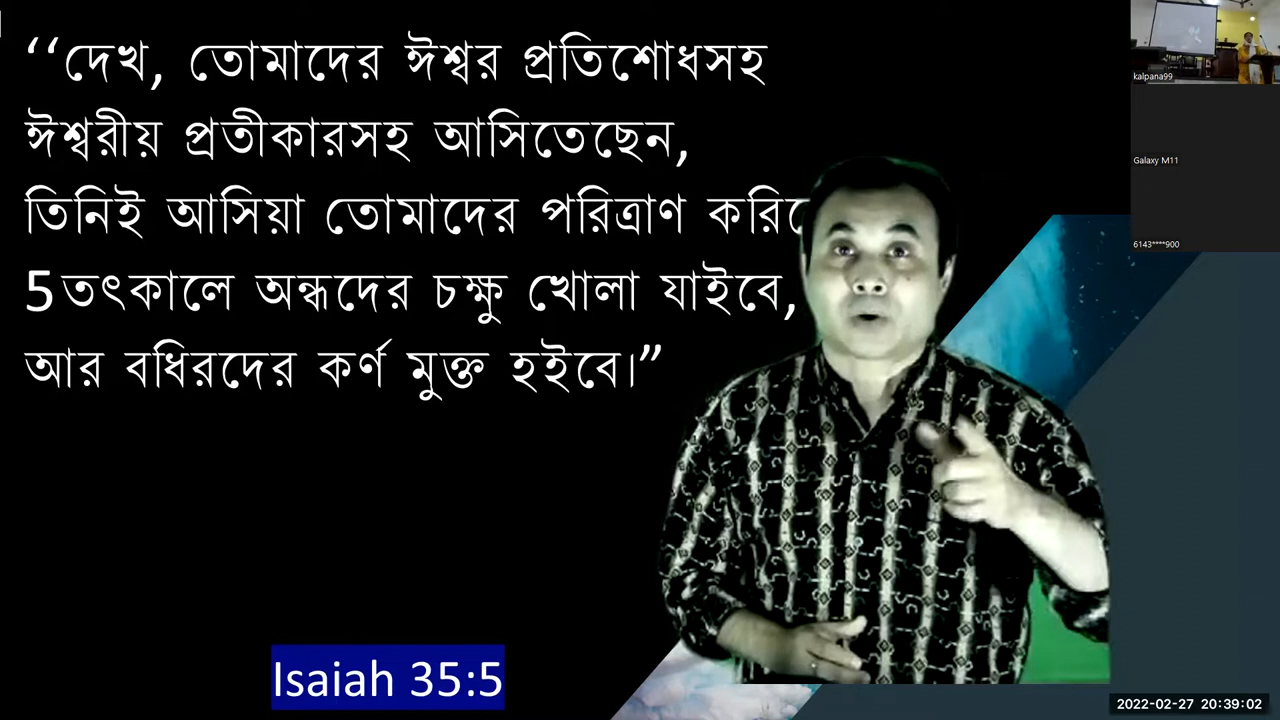 ‘‘দেখ, তোমাদের ঈশ্বর প্রতিশোধসহ
ঈশ্বরীয় প্রতীকারসহ আসিতেছেন,
তিনিই আসিয়া তোমাদের পরিত্রাণ
5তৎকালে অন্ধদের চক্ষু খোলা যাইবে,
আর বধিরদের কর্ণ মুক্ত হইবে।”
Isaiah 35:5
kalpana99
Galaxy M11
6143****900
2022-02-27 20:39:02